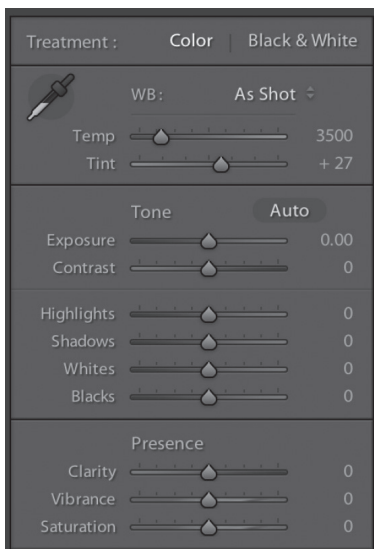 Treatment : Color | Black & White
WB: As Shot
Temp 3500
Tint + 27
Tone Auto
Exposure 0.00
Contrast 0
Highlights 0
Shadows 0
Whites 0
Blacks 0
Presence
Clarity 0
Vibrance 0
Saturation 0